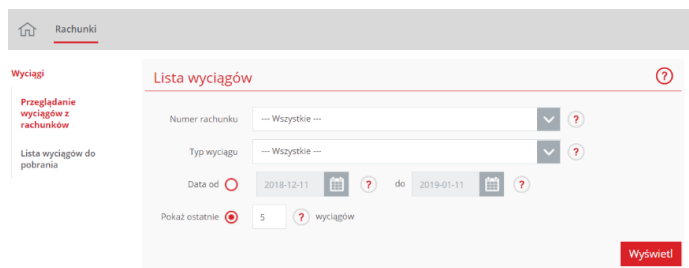 Rachunki
Wyciągi
Przeglądanie
wyciągów z
rachunków
Lista wyciągów do
pobrania
Lista wyciągów
?
Numer rachunku --- Wszystkie --- ?
Typ wyciągu --- Wszystkie --- ?
Data od 2018-12-11 ? do 2019-01-11 ?
Pokaż ostatnie 5 ? wyciągów
Wyświetl